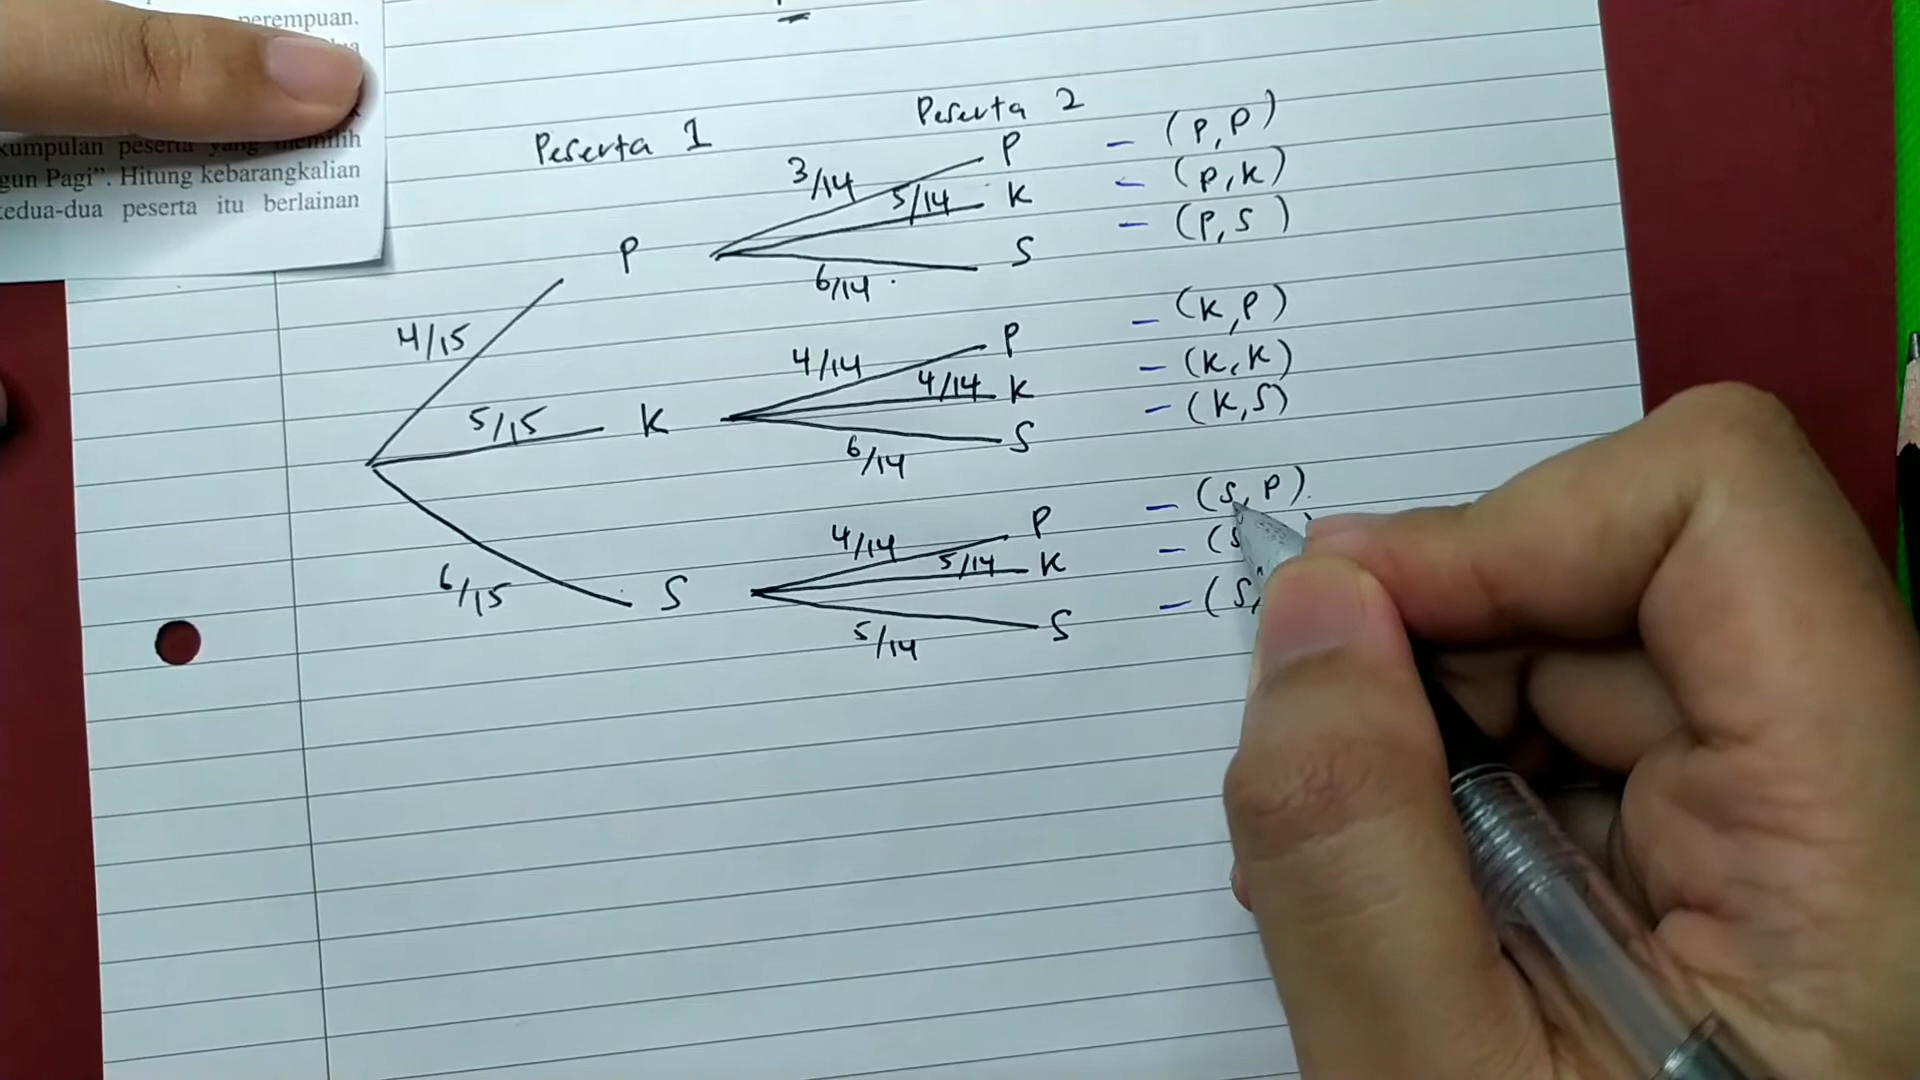 perempuan.
kumpulan peserta yang memilih
gun Pagi". Hitung kebarangkalian
kedua-dua peserta itu berlainan
Peserta 1
Peserta 2
3/14 P - (P,P)
5/14 K - (P,K)
P
6/14 S - (P,S)
4/15
4/14 P - (K,P)
4/14 K - (K,K)
5/15 K
6/14 S - (K,S)
4/14 P - (S,P)
5/14 K - (S
6/15 S
5/14 S - (S,